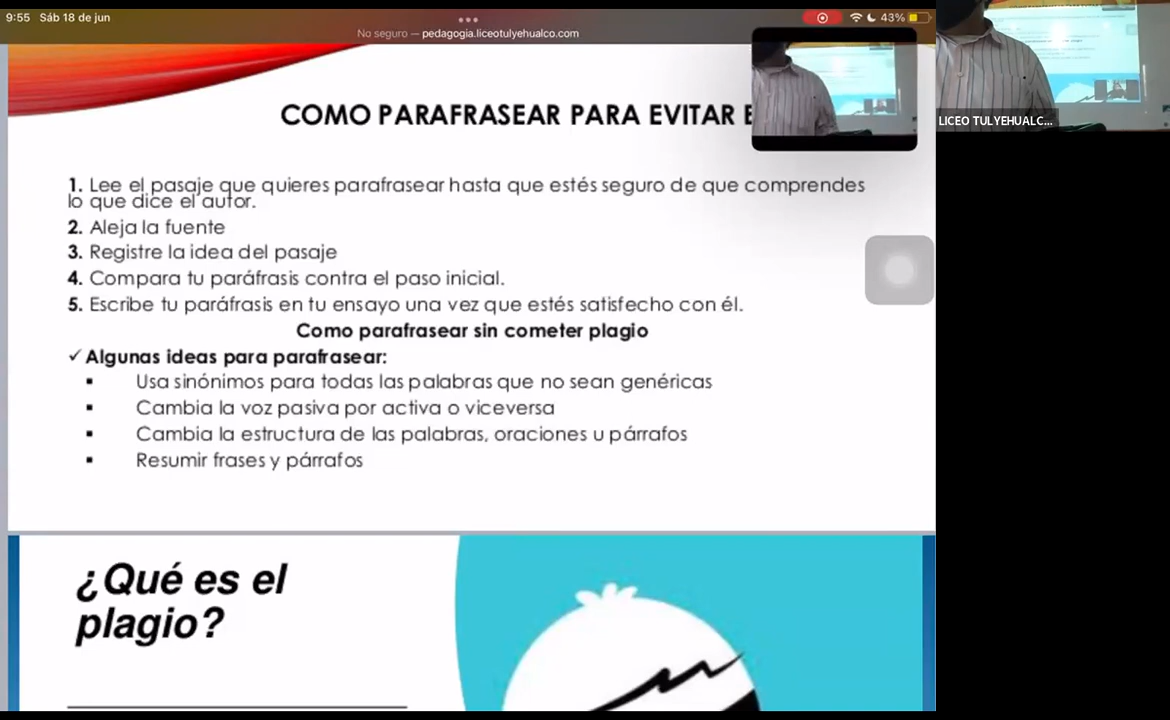 9:55 Sáb 18 de jun
43%
No seguro — pedagogia.liceotulyehualco.com
COMO PARAFRASEAR PARA EVITAR
LICEO TULYEHUALC...
1. Lee el pasaje que quieres parafrasear hasta que estés seguro de que comprendes
lo que dice el autor.
2. Aleja la fuente
3. Registre la idea del pasaje
4. Compara tu paráfrasis contra el paso inicial.
5. Escribe tu paráfrasis en tu ensayo una vez que estés satisfecho con él.
Como parafrasear sin cometer plagio
✓ Algunas ideas para parafrasear:
▪ Usa sinónimos para todas las palabras que no sean genéricas
▪ Cambia la voz pasiva por activa o viceversa
▪ Cambia la estructura de las palabras, oraciones u párrafos
▪ Resumir frases y párrafos
¿Qué es el
plagio?